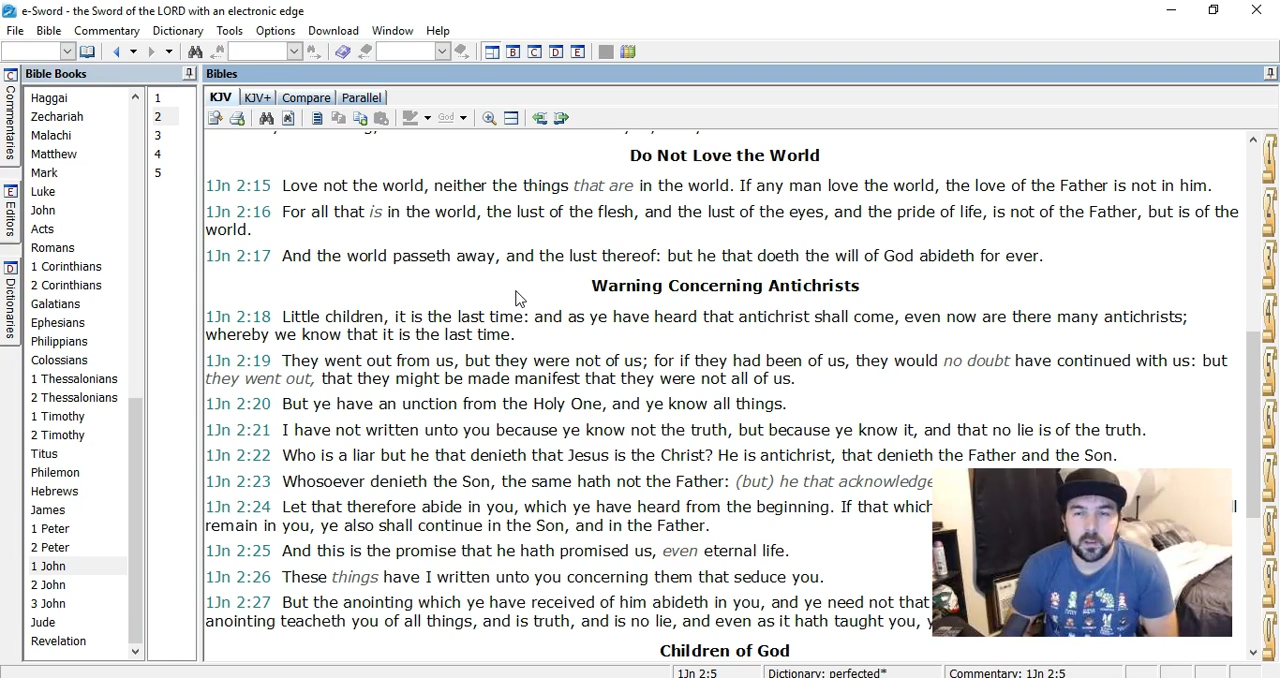 e-Sword - the Sword of the LORD with an electronic edge
File Bible Commentary Dictionary Tools Options Download Window Help
B C D E
C Commentaries
E Editors
D Dictionaries
Bible Books
Haggai
Zechariah
Malachi
Matthew
Mark
Luke
John
Acts
Romans
1 Corinthians
2 Corinthians
Galatians
Ephesians
Philippians
Colossians
1 Thessalonians
2 Thessalonians
1 Timothy
2 Timothy
Titus
Philemon
Hebrews
James
1 Peter
2 Peter
1 John
2 John
3 John
Jude
Revelation
1
2
3
4
5
Bibles
KJV KJV+ Compare Parallel
God
Do Not Love the World
1Jn 2:15 Love not the world, neither the things that are in the world. If any man love the world, the love of the Father is not in him.
1Jn 2:16 For all that is in the world, the lust of the flesh, and the lust of the eyes, and the pride of life, is not of the Father, but is of the
world.
1Jn 2:17 And the world passeth away, and the lust thereof: but he that doeth the will of God abideth for ever.
Warning Concerning Antichrists
1Jn 2:18 Little children, it is the last time: and as ye have heard that antichrist shall come, even now are there many antichrists;
whereby we know that it is the last time.
1Jn 2:19 They went out from us, but they were not of us; for if they had been of us, they would no doubt have continued with us: but
they went out, that they might be made manifest that they were not all of us.
1Jn 2:20 But ye have an unction from the Holy One, and ye know all things.
1Jn 2:21 I have not written unto you because ye know not the truth, but because ye know it, and that no lie is of the truth.
1Jn 2:22 Who is a liar but he that denieth that Jesus is the Christ? He is antichrist, that denieth the Father and the Son.
1Jn 2:23 Whosoever denieth the Son, the same hath not the Father: (but) he that acknowledge
1Jn 2:24 Let that therefore abide in you, which ye have heard from the beginning. If that which
remain in you, ye also shall continue in the Son, and in the Father.
1Jn 2:25 And this is the promise that he hath promised us, even eternal life.
1Jn 2:26 These things have I written unto you concerning them that seduce you.
1Jn 2:27 But the anointing which ye have received of him abideth in you, and ye need not that
anointing teacheth you of all things, and is truth, and is no lie, and even as it hath taught you,
Children of God
1Jn 2:5 Dictionary: perfected* Commentary: 1Jn 2:5